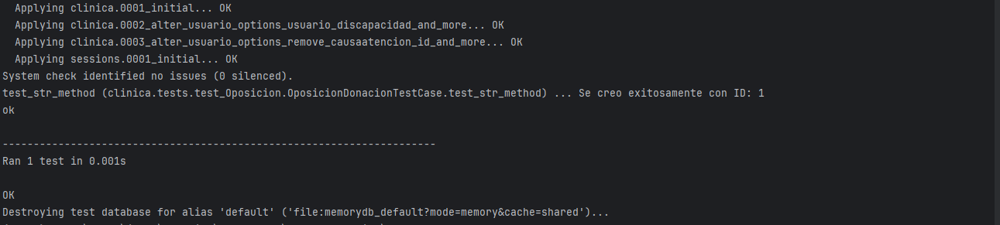 Applying clinica.0001_initial... OK
Applying clinica.0002_alter_usuario_options_usuario_discapacidad_and_more... OK
Applying clinica.0003_alter_usuario_options_remove_causaatencion_id_and_more... OK
Applying sessions.0001_initial... OK
System check identified no issues (0 silenced).
test_str_method (clinica.tests.test_Oposicion.OposicionDonacionTestCase.test_str_method) ... Se creo exitosamente con ID: 1
ok
----------------------------------------------------------------------
Ran 1 test in 0.001s
OK
Destroying test database for alias 'default' ('file:memorydb_default?mode=memory&cache=shared')...